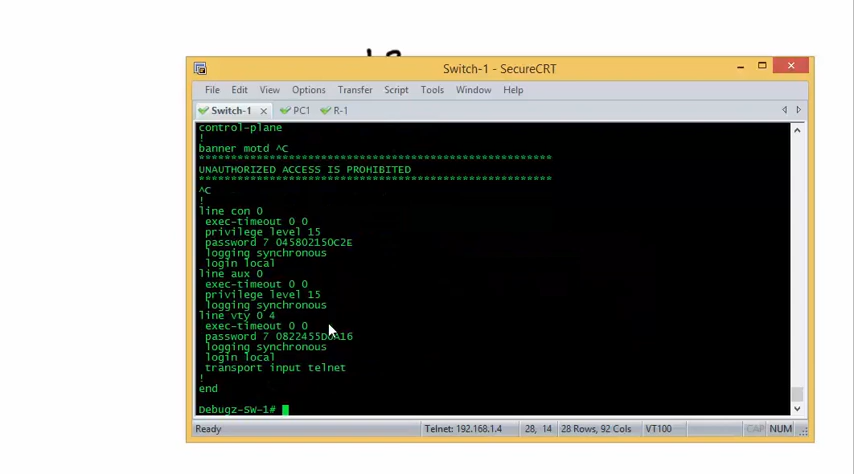 Switch-1 - SecureCRT
File Edit View Options Transfer Script Tools Window Help
Switch-1 PC1 R-1
control-plane
!
banner motd ^C
*******************************************************
UNAUTHORIZED ACCESS IS PROHIBITED
*******************************************************
^C
!
line con 0
exec-timeout 0 0
privilege level 15
password 7 045802150C2E
logging synchronous
login local
line aux 0
exec-timeout 0 0
privilege level 15
logging synchronous
line vty 0 4
exec-timeout 0 0
password 7 0822455D0A16
logging synchronous
login local
transport input telnet
!
end
Debugz-SW-1#
Ready Telnet: 192.168.1.4 28, 14 28 Rows, 92 Cols VT100 CAP NUM